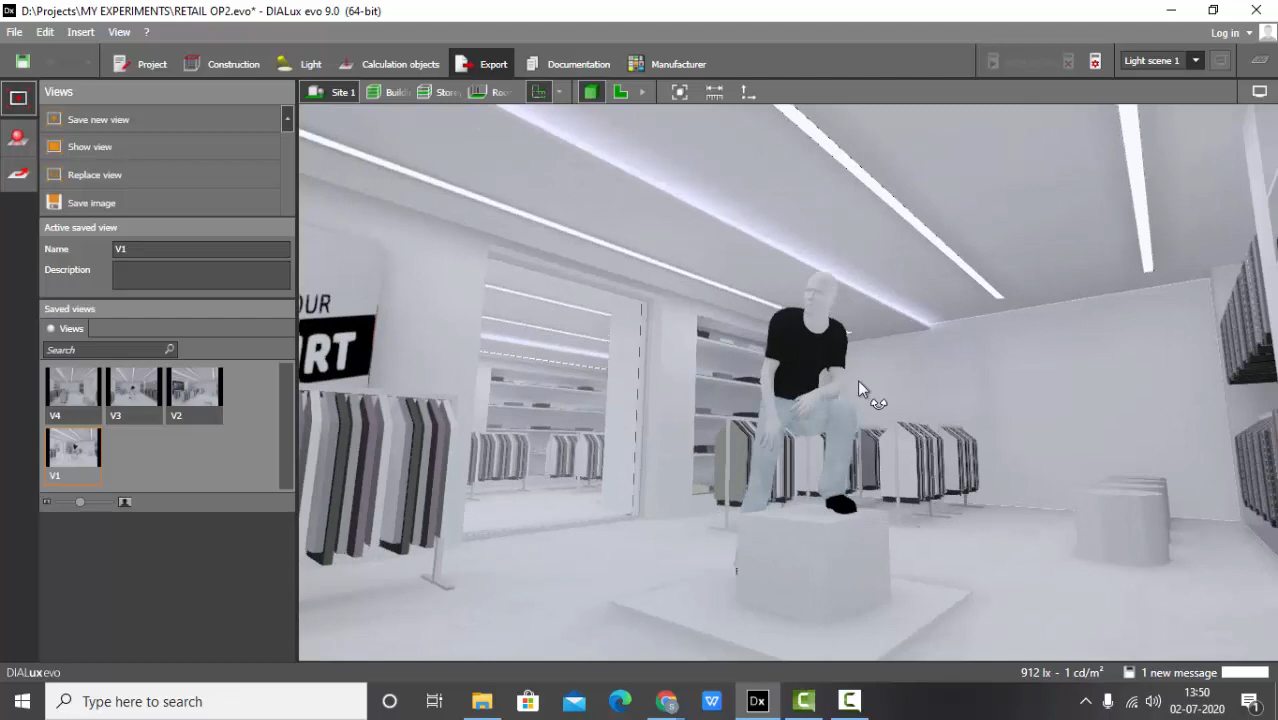 Dx D:\Projects\MY EXPERIMENTS\RETAIL OP2.evo* - DIALux evo 9.0 (64-bit)
File Edit Insert View ? Log in
Project Construction Light Calculation objects Export Documentation Manufacturer Light scene 1
Views Site 1
Save new view
Show view
Replace view
Save image
Active saved view
Name V1
Description
Saved views
Views
Search
V4 V3 V2
V1
OUR
RT
DIALux evo 912 lx - 1 cd/m² 1 new message
Type here to search Dx 13:50
02-07-2020